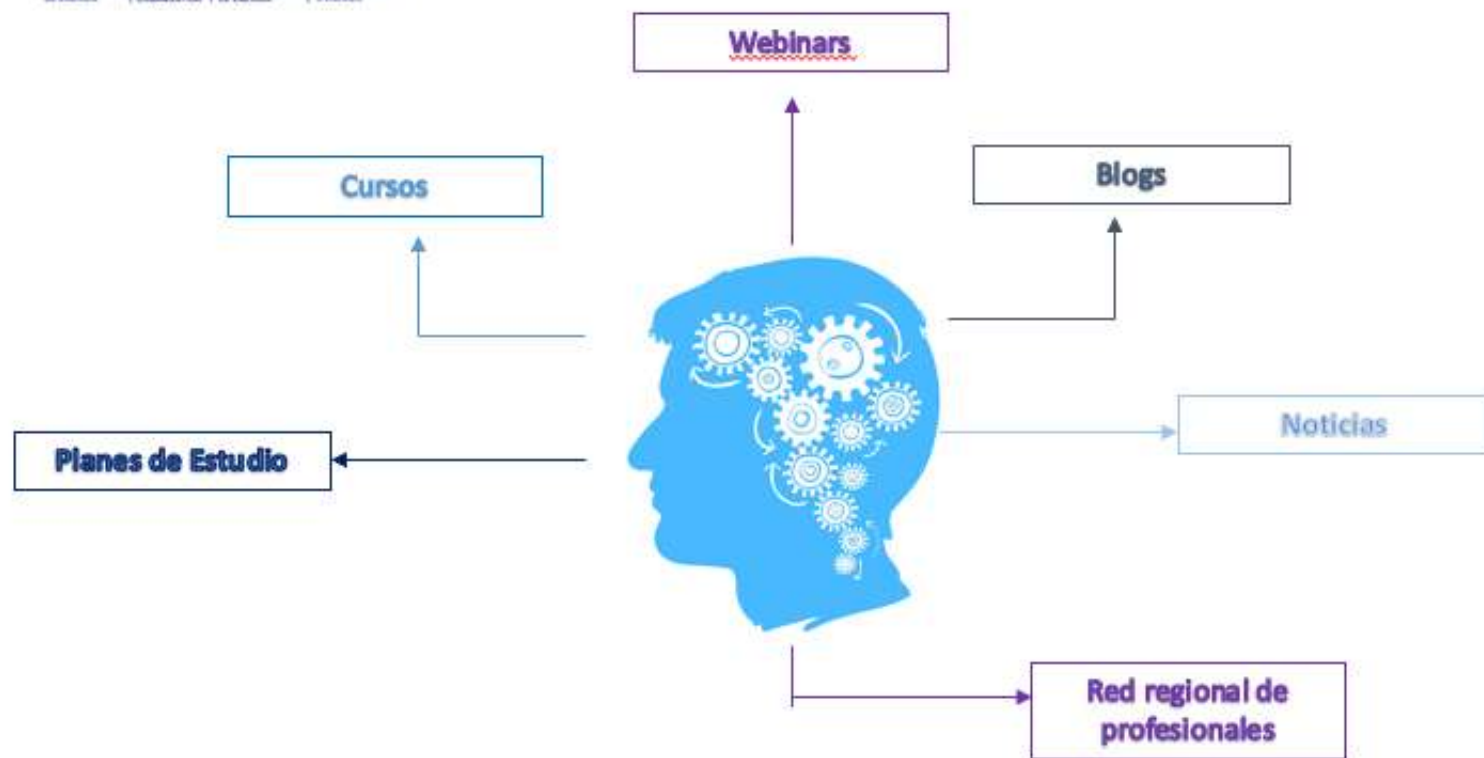 Webinars
Cursos
Blogs
Noticias
Planes de Estudio
Red regional de
profesionales